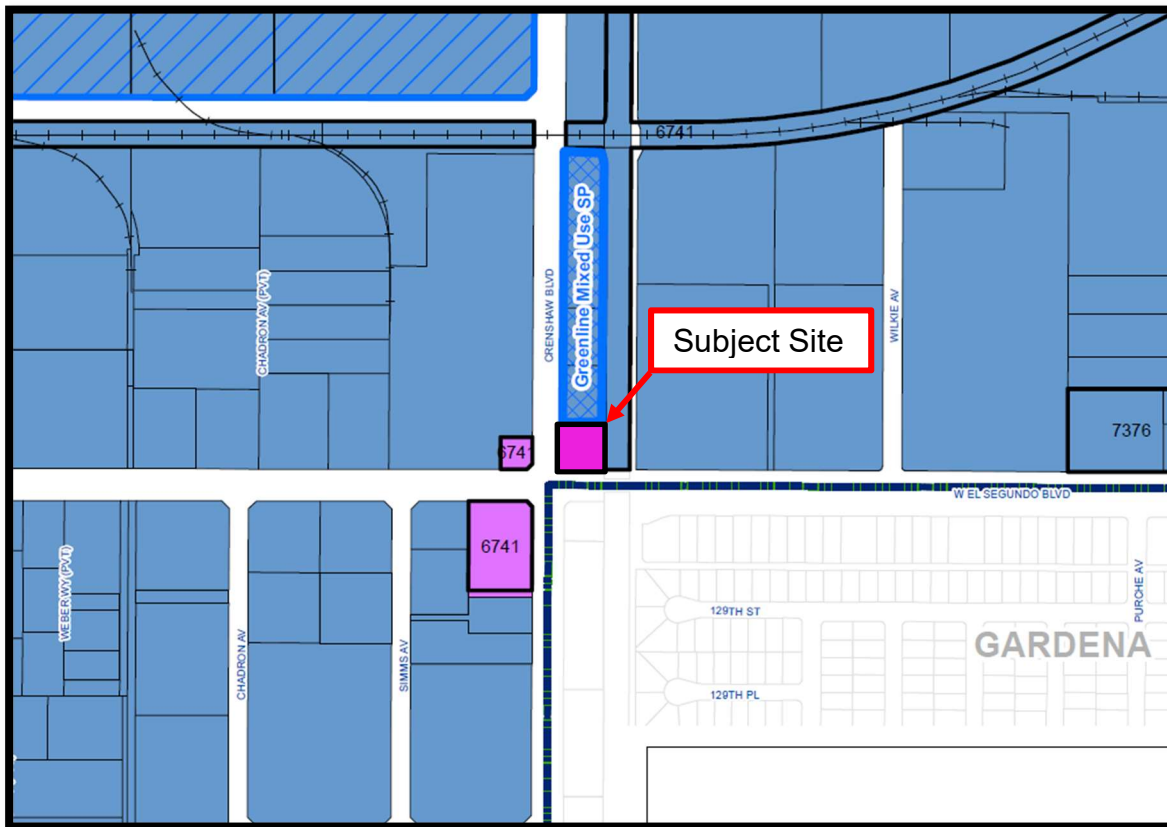 6741
CHADRON AV (PVT)
CRENSHAW BLVD
Greenline Mixed Use SP
Subject Site
WILKIE AV
6741
7376
W EL SEGUNDO BLVD
6741
WEBER WY (PVT)
CHADRON AV
SIMMS AV
129TH ST
PURCHE AV
GARDENA
129TH PL